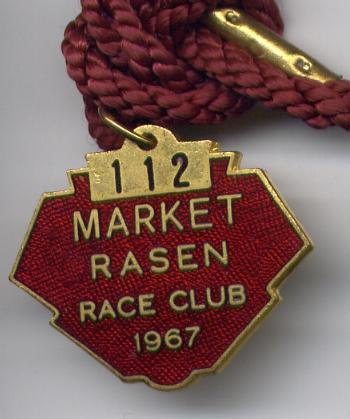 112
MARKET
RASEN
RACE CLUB
1967